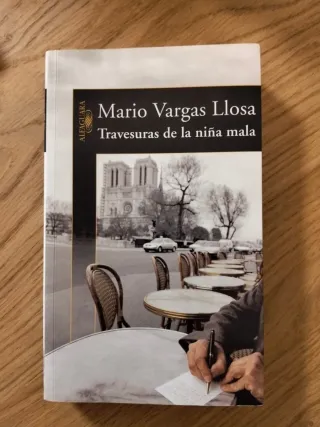 ALFAGUARA
Mario Vargas Llosa
Travesuras de la niña mala